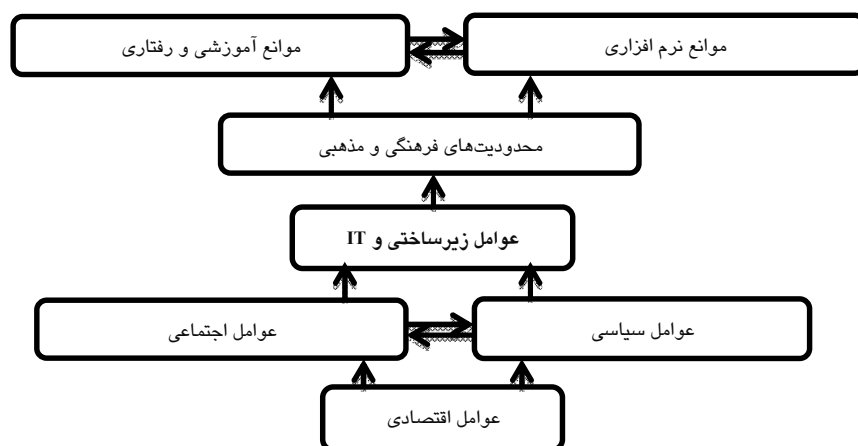 موانع نرم افزاری
موانع آموزشی و رفتاری
محدودیت‌های فرهنگی و مذهبی
عوامل زیرساختی و IT
عوامل سیاسی
عوامل اجتماعی
عوامل اقتصادی